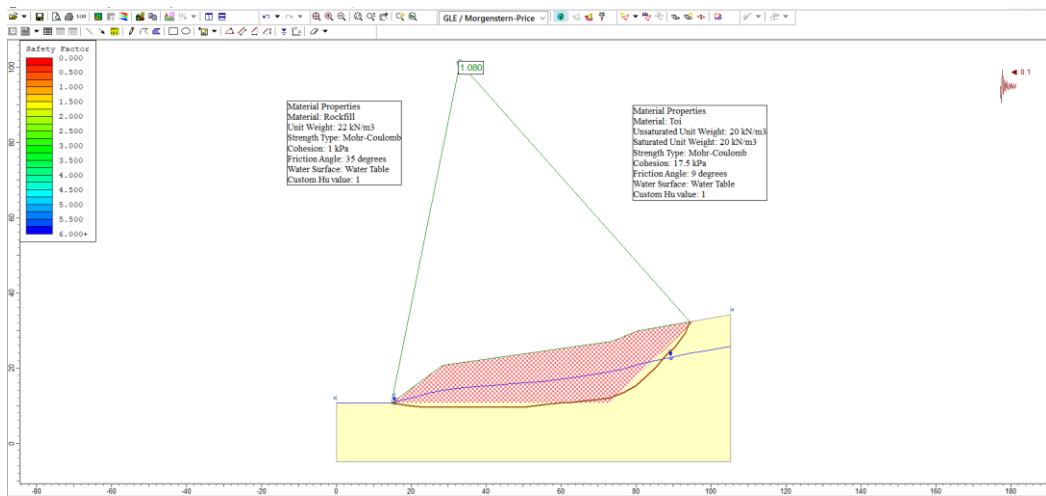 GLE / Morgenstern-Price
Safety Factor
0.000
0.500
1.000
1.500
2.000
2.500
3.000
3.500
4.000
4.500
5.000
5.500
6.000+
1.080
Material Properties
Material: Rockfill
Unit Weight: 22 kN/m3
Strength Type: Mohr-Coulomb
Cohesion: 1 kPa
Friction Angle: 35 degrees
Water Surface: Water Table
Custom Hu value: 1
Material Properties
Material: Toi
Unsaturated Unit Weight: 20 kN/m3
Saturated Unit Weight: 20 kN/m3
Strength Type: Mohr-Coulomb
Cohesion: 17.5 kPa
Friction Angle: 9 degrees
Water Surface: Water Table
Custom Hu value: 1
0.1
100
80
60
40
20
0
-80 -60 -40 -20 0 20 40 60 80 100 120 140 160 180